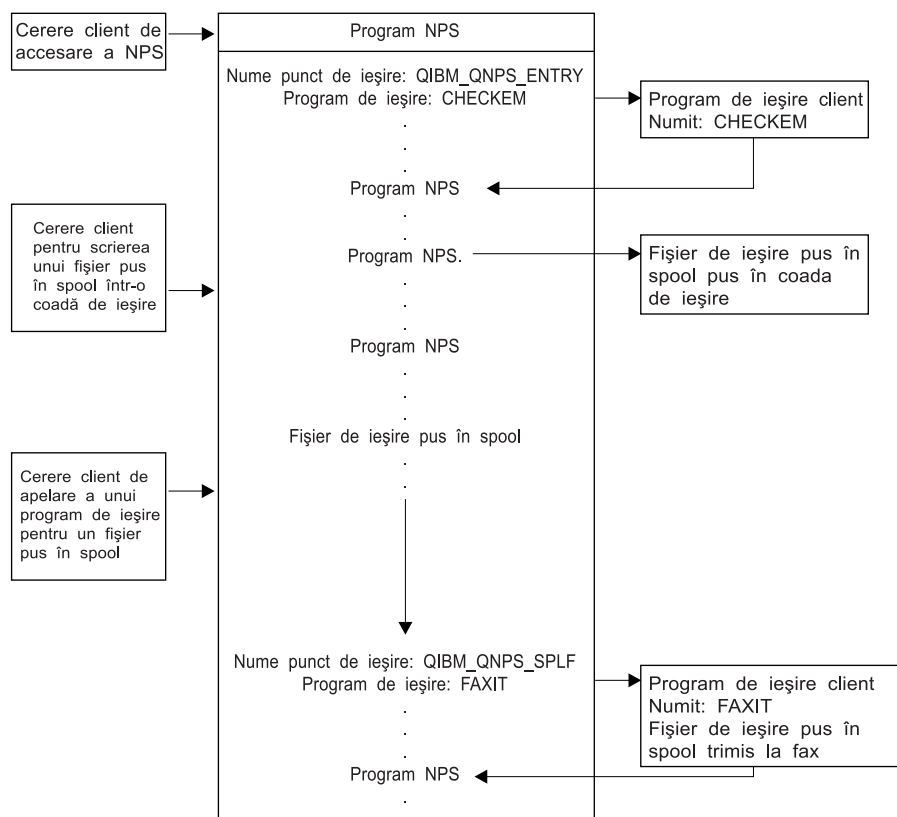 Cerere client de
accesare a NPS
Program NPS
Nume punct de ieşire: QIBM_QNPS_ENTRY
Program de ieşire: CHECKEM
.
.
.
Program de ieşire client
Numit: CHECKEM
Program NPS
.
Cerere client
pentru scrierea
unui fişier pus
în spool într-o
coadă de ieşire
Program NPS.
.
.
.
Fişier de ieşire pus în
spool pus în coada
de ieşire
Program NPS
.
.
.
Fişier de ieşire pus în spool
.
.
Cerere client de
apelare a unui
program de ieşire
pentru un fişier
pus în spool
Nume punct de ieşire: QIBM_QNPS_SPLF
Program de ieşire: FAXIT
.
.
.
Program de ieşire client
Numit: FAXIT
Fişier de ieşire pus în
spool trimis la fax
Program NPS
.